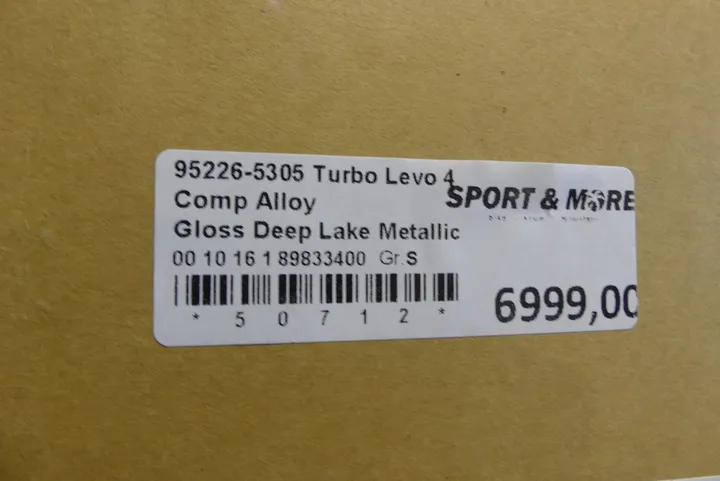 95226-5305 Turbo Levo 4
SPORT & MORE
Comp Alloy
Gloss Deep Lake Metallic
00 10 16 1 89833400 Gr.S
6999,00
* 5 0 7 1 2 *